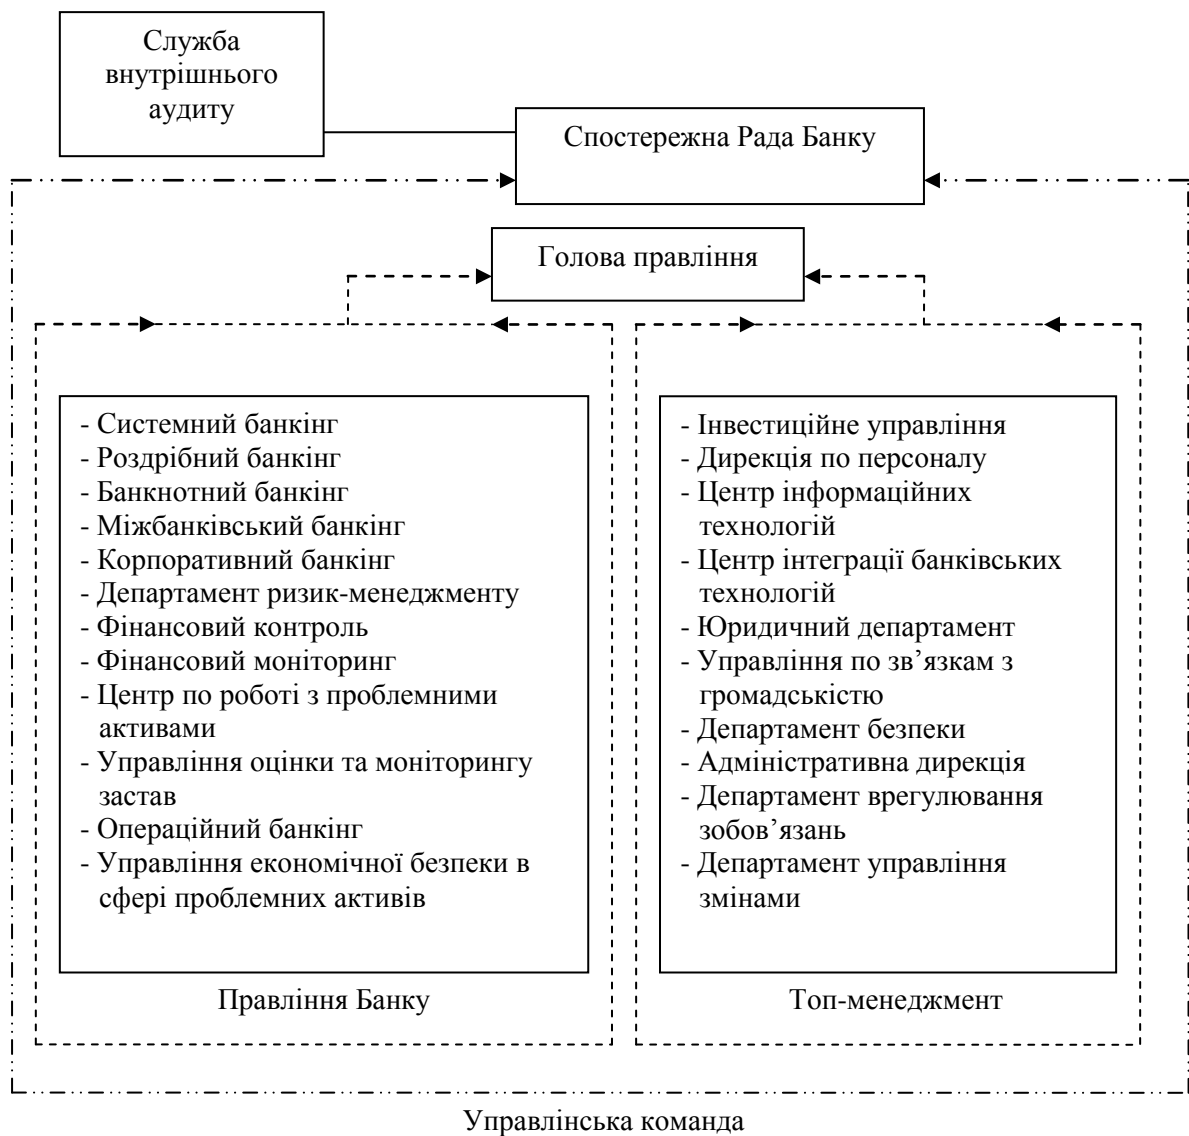 Служба
внутрішнього
аудиту
Спостережна Рада Банку
Голова правління
- Системний банкінг
- Роздрібний банкінг
- Банкнотний банкінг
- Міжбанківський банкінг
- Корпоративний банкінг
- Департамент ризик-менеджменту
- Фінансовий контроль
- Фінансовий моніторинг
- Центр по роботі з проблемними
активами
- Управління оцінки та моніторингу
застав
- Операційний банкінг
- Управління економічної безпеки в
сфері проблемних активів
Правління Банку
- Інвестиційне управління
- Дирекція по персоналу
- Центр інформаційних
технологій
- Центр інтеграції банківських
технологій
- Юридичний департамент
- Управління по зв’язкам з
громадськістю
- Департамент безпеки
- Адміністративна дирекція
- Департамент врегулювання
зобов’язань
- Департамент управління
змінами
Топ-менеджмент
Управлінська команда